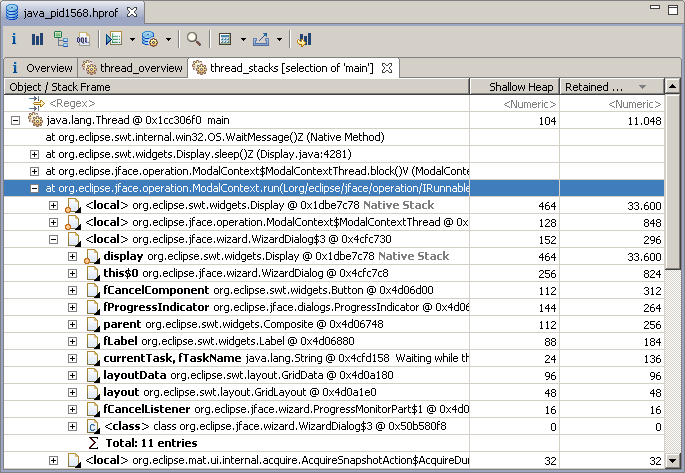 java_pid1568.hprof
i OQL
i Overview thread_overview thread_stacks [selection of 'main']
Object / Stack Frame Shallow Heap Retained ...
<Regex> <Numeric> <Numeric>
java.lang.Thread @ 0x1cc306f0 main 104 11.048
at org.eclipse.swt.internal.win32.OS.WaitMessage()Z (Native Method)
at org.eclipse.swt.widgets.Display.sleep()Z (Display.java:4281)
at org.eclipse.jface.operation.ModalContext$ModalContextThread.block()V (ModalConte
at org.eclipse.jface.operation.ModalContext.run(Lorg/eclipse/jface/operation/IRunnable
<local> org.eclipse.swt.widgets.Display @ 0x1dbe7c78 Native Stack 464 33.600
<local> org.eclipse.jface.operation.ModalContext$ModalContextThread @ 128 848
<local> org.eclipse.jface.wizard.WizardDialog$3 @ 0x4cfc730 152 296
display org.eclipse.swt.widgets.Display @ 0x1dbe7c78 Native Stack 464 33.600
this$0 org.eclipse.jface.wizard.WizardDialog @ 0x4cfc7c8 256 824
fCancelComponent org.eclipse.swt.widgets.Button @ 0x4d06d00 112 312
fProgressIndicator org.eclipse.jface.dialogs.ProgressIndicator @ 0x4d06 144 264
parent org.eclipse.swt.widgets.Composite @ 0x4d06748 112 256
fLabel org.eclipse.swt.widgets.Label @ 0x4d06880 88 184
currentTask, fTaskName java.lang.String @ 0x4cfd158 Waiting while th 24 136
layoutData org.eclipse.swt.layout.GridData @ 0x4d0a180 96 96
layout org.eclipse.swt.layout.GridLayout @ 0x4d0a1e0 48 48
fCancelListener org.eclipse.jface.wizard.ProgressMonitorPart$1 @ 0x4d0 16 16
<class> class org.eclipse.jface.wizard.WizardDialog$3 @ 0x50b580f8 0 0
Σ Total: 11 entries
<local> org.eclipse.mat.ui.internal.acquire.AcquireSnapshotAction$AcquireDu 32 32